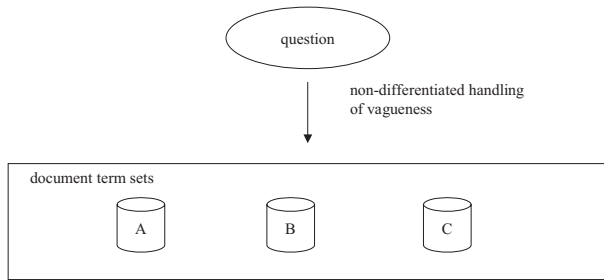 question
non-differentiated handling
of vagueness
document term sets
A B C